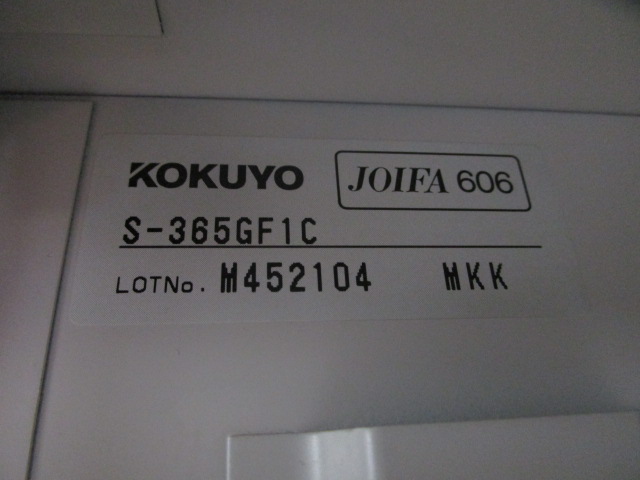 KOKUYO JOIFA 606
S-365GF1C
LOTNo. M452104 MKK